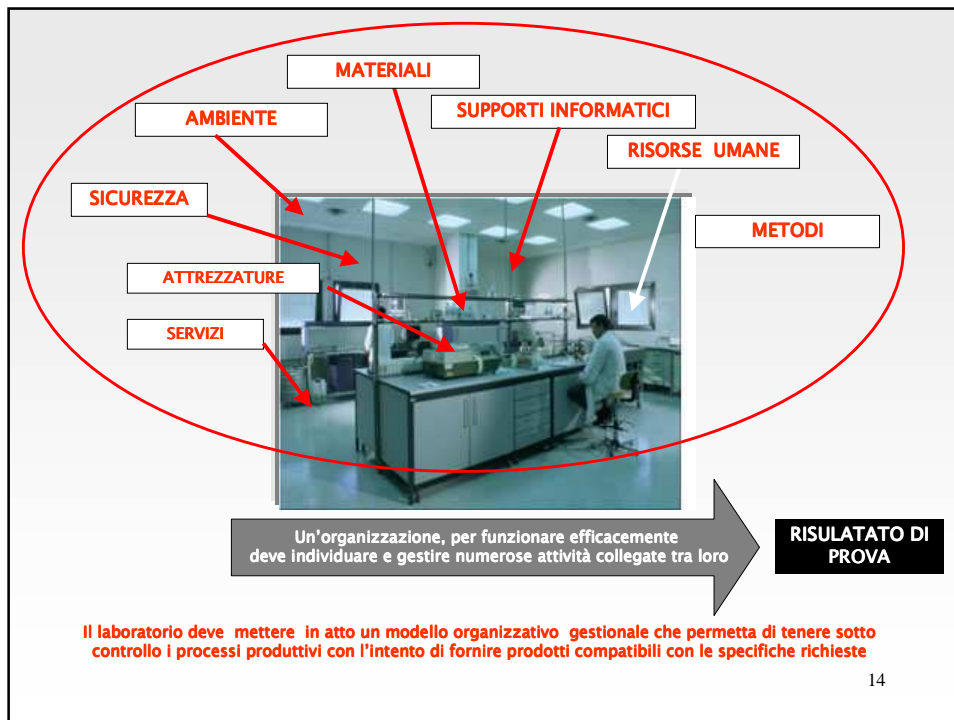 MATERIALI
SUPPORTI INFORMATICI
AMBIENTE
RISORSE UMANE
SICUREZZA
METODI
ATTREZZATURE
SERVIZI
Un'organizzazione, per funzionare efficacemente
deve individuare e gestire numerose attività collegate tra loro
RISULATATO DI
PROVA
Il laboratorio deve mettere in atto un modello organizzativo gestionale che permetta di tenere sotto
controllo i processi produttivi con l'intento di fornire prodotti compatibili con le specifiche richieste
14